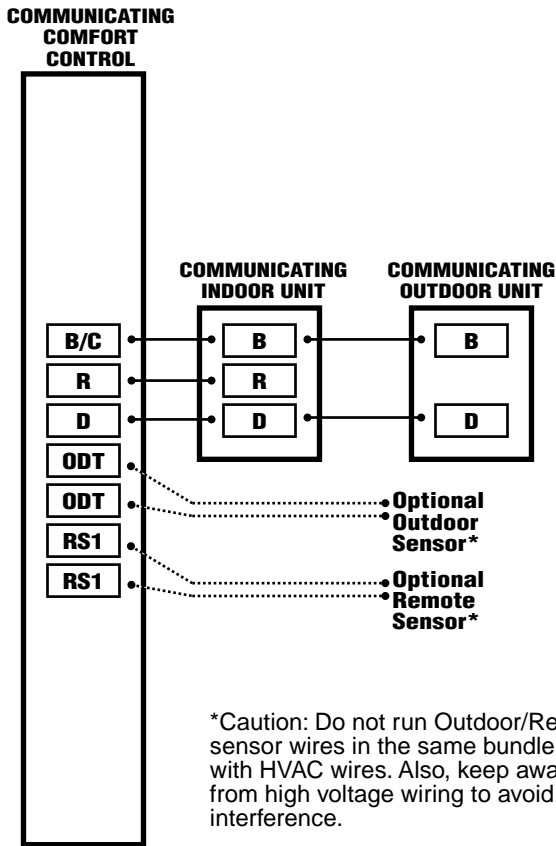 COMMUNICATING
COMFORT
CONTROL
COMMUNICATING
INDOOR UNIT
COMMUNICATING
OUTDOOR UNIT
B/C
B
B
R
R
D
D
D
ODT
ODT
Optional
Outdoor
Sensor*
RS1
RS1
Optional
Remote
Sensor*
*Caution: Do not run Outdoor/Re
sensor wires in the same bundle
with HVAC wires. Also, keep awa
from high voltage wiring to avoid
interference.